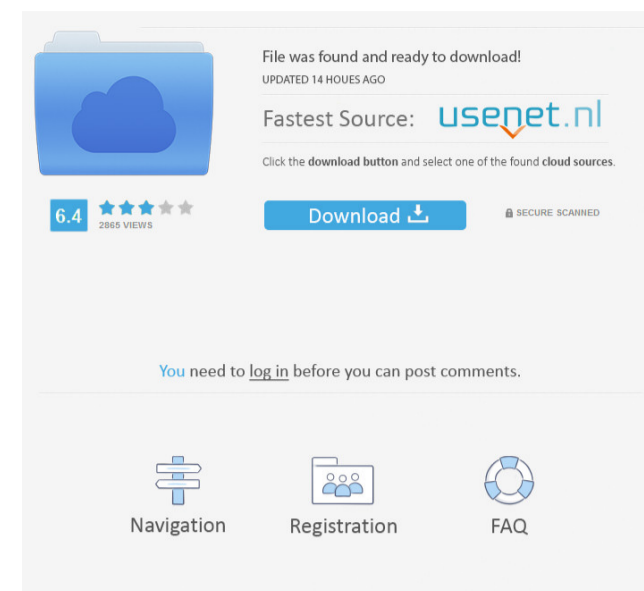 File was found and ready to download!
UPDATED 14 HOUES AGO
Fastest Source: usenet.nl
Click the download button and select one of the found cloud sources.
6.4
2865 VIEWS
Download
SECURE SCANNED
You need to log in before you can post comments.
Navigation
Registration
FAQ